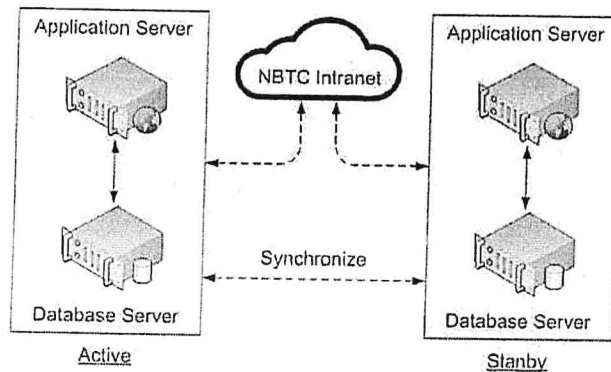 Application Server
NBTC Intranet
Application Server
Synchronize
Database Server
Database Server
Active
Stanby